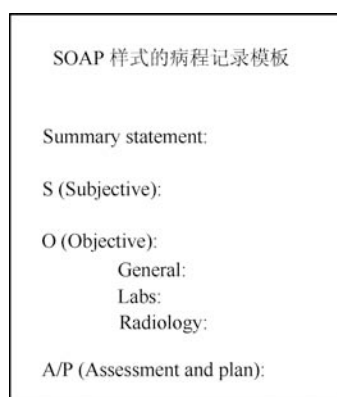 SOAP 样式的病程记录模板
Summary statement:
S (Subjective):
O (Objective):
General:
Labs:
Radiology:
A/P (Assessment and plan):